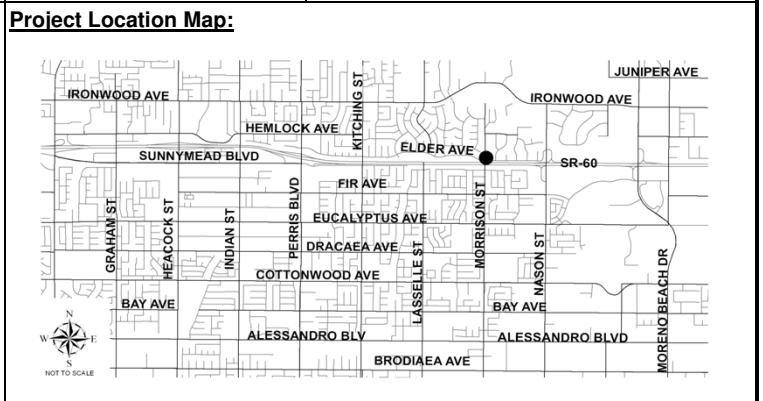 Project Location Map:
JUNIPER AVE
IRONWOOD AVE
IRONWOOD AVE
KITCHING ST
HEMLOCK AVE
ELDER AVE
SUNNYMEAD BLVD
SR-60
FIR AVE
PERRIS BLVD
EUCALYPTUS AVE
GRAHAM ST
HEACOCK ST
INDIAN ST
MORRISON ST
DRACAEA AVE
LASSELLE ST
NASON ST
COTTONWOOD AVE
MORENO BEACH DR
BAY AVE
BAY AVE
N
W
E
S
NOT TO SCALE
ALESSANDRO BLV
ALESSANDRO BLVD
BRODIAEA AVE